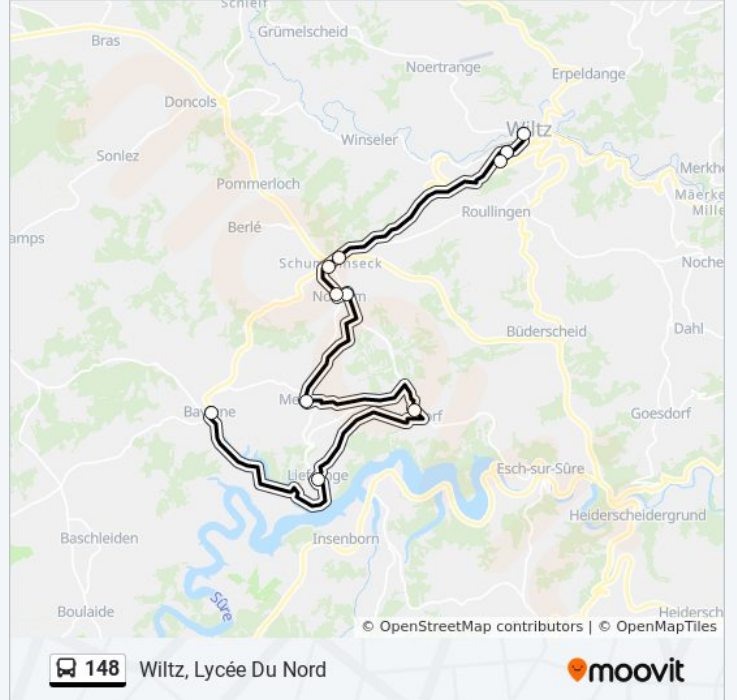 Schleif
Grümelscheid
Bras
Noertrange
Erpeldange
Doncols
Wiltz
Winseler
Sonlez
Merkho
Pommerloch
Mäerke
Mille
Roullingen
Berlé
amps
Noche
Büderscheid
Dahl
Goesdorf
Esch-sur-Sûre
Heiderscheidergrund
Baschleiden
Insenborn
Sûre
Boulaide
Heidersch
© OpenStreetMap contributors | © OpenMapTiles
148 Wiltz, Lycée Du Nord
moovit